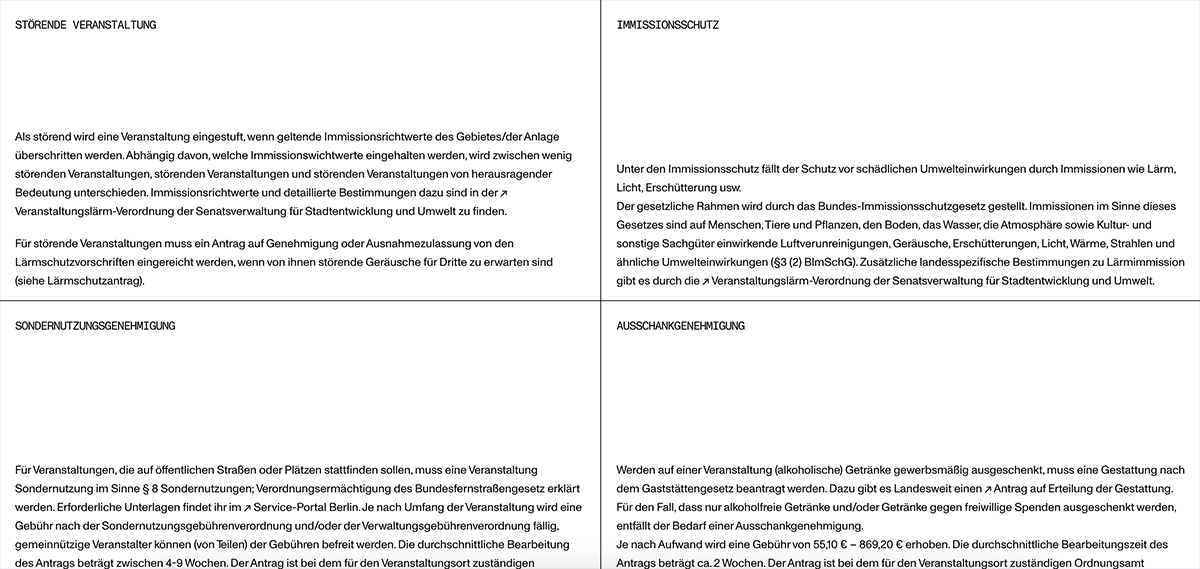 STÖRENDE VERANSTALTUNG
Als störend wird eine Veranstaltung eingestuft, wenn geltende Immissionsrichtwerte des Gebietes/der Anlage
überschritten werden. Abhängig davon, welche Immissionswichtwerte eingehalten werden, wird zwischen wenig
störenden Veranstaltungen, störenden Veranstaltungen und störenden Veranstaltungen von herausragender
Bedeutung unterschieden. Immissionsrichtwerte und detaillierte Bestimmungen dazu sind in der ↗
Veranstaltungslärm-Verordnung der Senatsverwaltung für Stadtentwicklung und Umwelt zu finden.
Für störende Veranstaltungen muss ein Antrag auf Genehmigung oder Ausnahmezulassung von den
Lärmschutzvorschriften eingereicht werden, wenn von ihnen störende Geräusche für Dritte zu erwarten sind
(siehe Lärmschutzantrag).
IMMISSIONSSCHUTZ
Unter den Immissionsschutz fällt der Schutz vor schädlichen Umwelteinwirkungen durch Immissionen wie Lärm,
Licht, Erschütterung usw.
Der gesetzliche Rahmen wird durch das Bundes-Immissionsschutzgesetz gestellt. Immissionen im Sinne dieses
Gesetzes sind auf Menschen, Tiere und Pflanzen, den Boden, das Wasser, die Atmosphäre sowie Kultur- und
sonstige Sachgüter einwirkende Luftverunreinigungen, Geräusche, Erschütterungen, Licht, Wärme, Strahlen und
ähnliche Umwelteinwirkungen (§3 (2) BImSchG). Zusätzliche landesspezifische Bestimmungen zu Lärmimmission
gibt es durch die ↗ Veranstaltungslärm-Verordnung der Senatsverwaltung für Stadtentwicklung und Umwelt.
SONDERNUTZUNGSGENEHMIGUNG
Für Veranstaltungen, die auf öffentlichen Straßen oder Plätzen stattfinden sollen, muss eine Veranstaltung
Sondernutzung im Sinne § 8 Sondernutzungen; Verordnungsermächtigung des Bundesfernstraßengesetz erklärt
werden. Erforderliche Unterlagen findet ihr im ↗ Service-Portal Berlin. Je nach Umfang der Veranstaltung wird eine
Gebühr nach der Sondernutzungsgebührenverordnung und/oder der Verwaltungsgebührenverordnung fällig,
gemeinnützige Veranstalter können (von Teilen) der Gebühren befreit werden. Die durchschnittliche Bearbeitung
des Antrags beträgt zwischen 4-9 Wochen. Der Antrag ist bei dem für den Veranstaltungsort zuständigen
AUSSCHANKGENEHMIGUNG
Werden auf einer Veranstaltung (alkoholische) Getränke gewerbsmäßig ausgeschenkt, muss eine Gestattung nach
dem Gaststättengesetz beantragt werden. Dazu gibt es Landesweit einen ↗ Antrag auf Erteilung der Gestattung.
Für den Fall, dass nur alkoholfreie Getränke und/oder Getränke gegen freiwillige Spenden ausgeschenkt werden,
entfällt der Bedarf einer Ausschankgenehmigung.
Je nach Aufwand wird eine Gebühr von 55,10 € – 869,20 € erhoben. Die durchschnittliche Bearbeitungszeit des
Antrags beträgt ca. 2 Wochen. Der Antrag ist bei dem für den Veranstaltungsort zuständigen Ordnungsamt